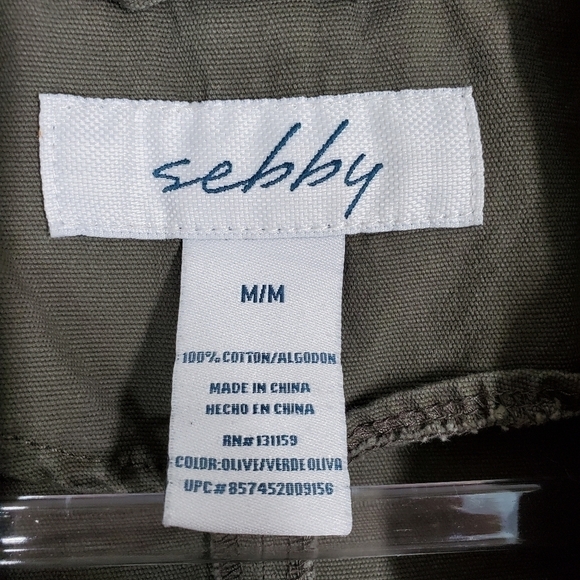 sebby
M/M
100% COTTON/ALGODON
MADE IN CHINA
HECHO EN CHINA
RN# 131159
COLOR:OLIVE/VERDE OLIVA
UPC# 857452009156